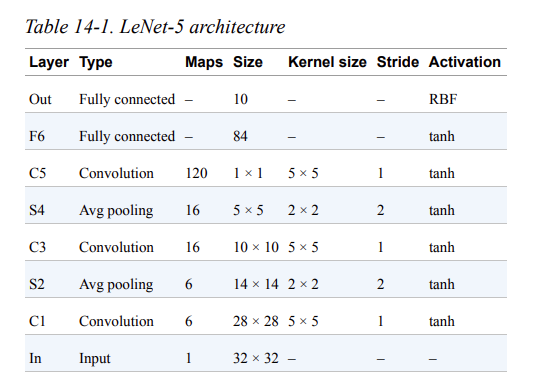 Table 14-1. LeNet-5 architecture
Layer Type Maps Size Kernel size Stride Activation
Out Fully connected – 10 – – RBF
F6 Fully connected – 84 – – tanh
C5 Convolution 120 1 × 1 5 × 5 1 tanh
S4 Avg pooling 16 5 × 5 2 × 2 2 tanh
C3 Convolution 16 10 × 10 5 × 5 1 tanh
S2 Avg pooling 6 14 × 14 2 × 2 2 tanh
C1 Convolution 6 28 × 28 5 × 5 1 tanh
In Input 1 32 × 32 – – –